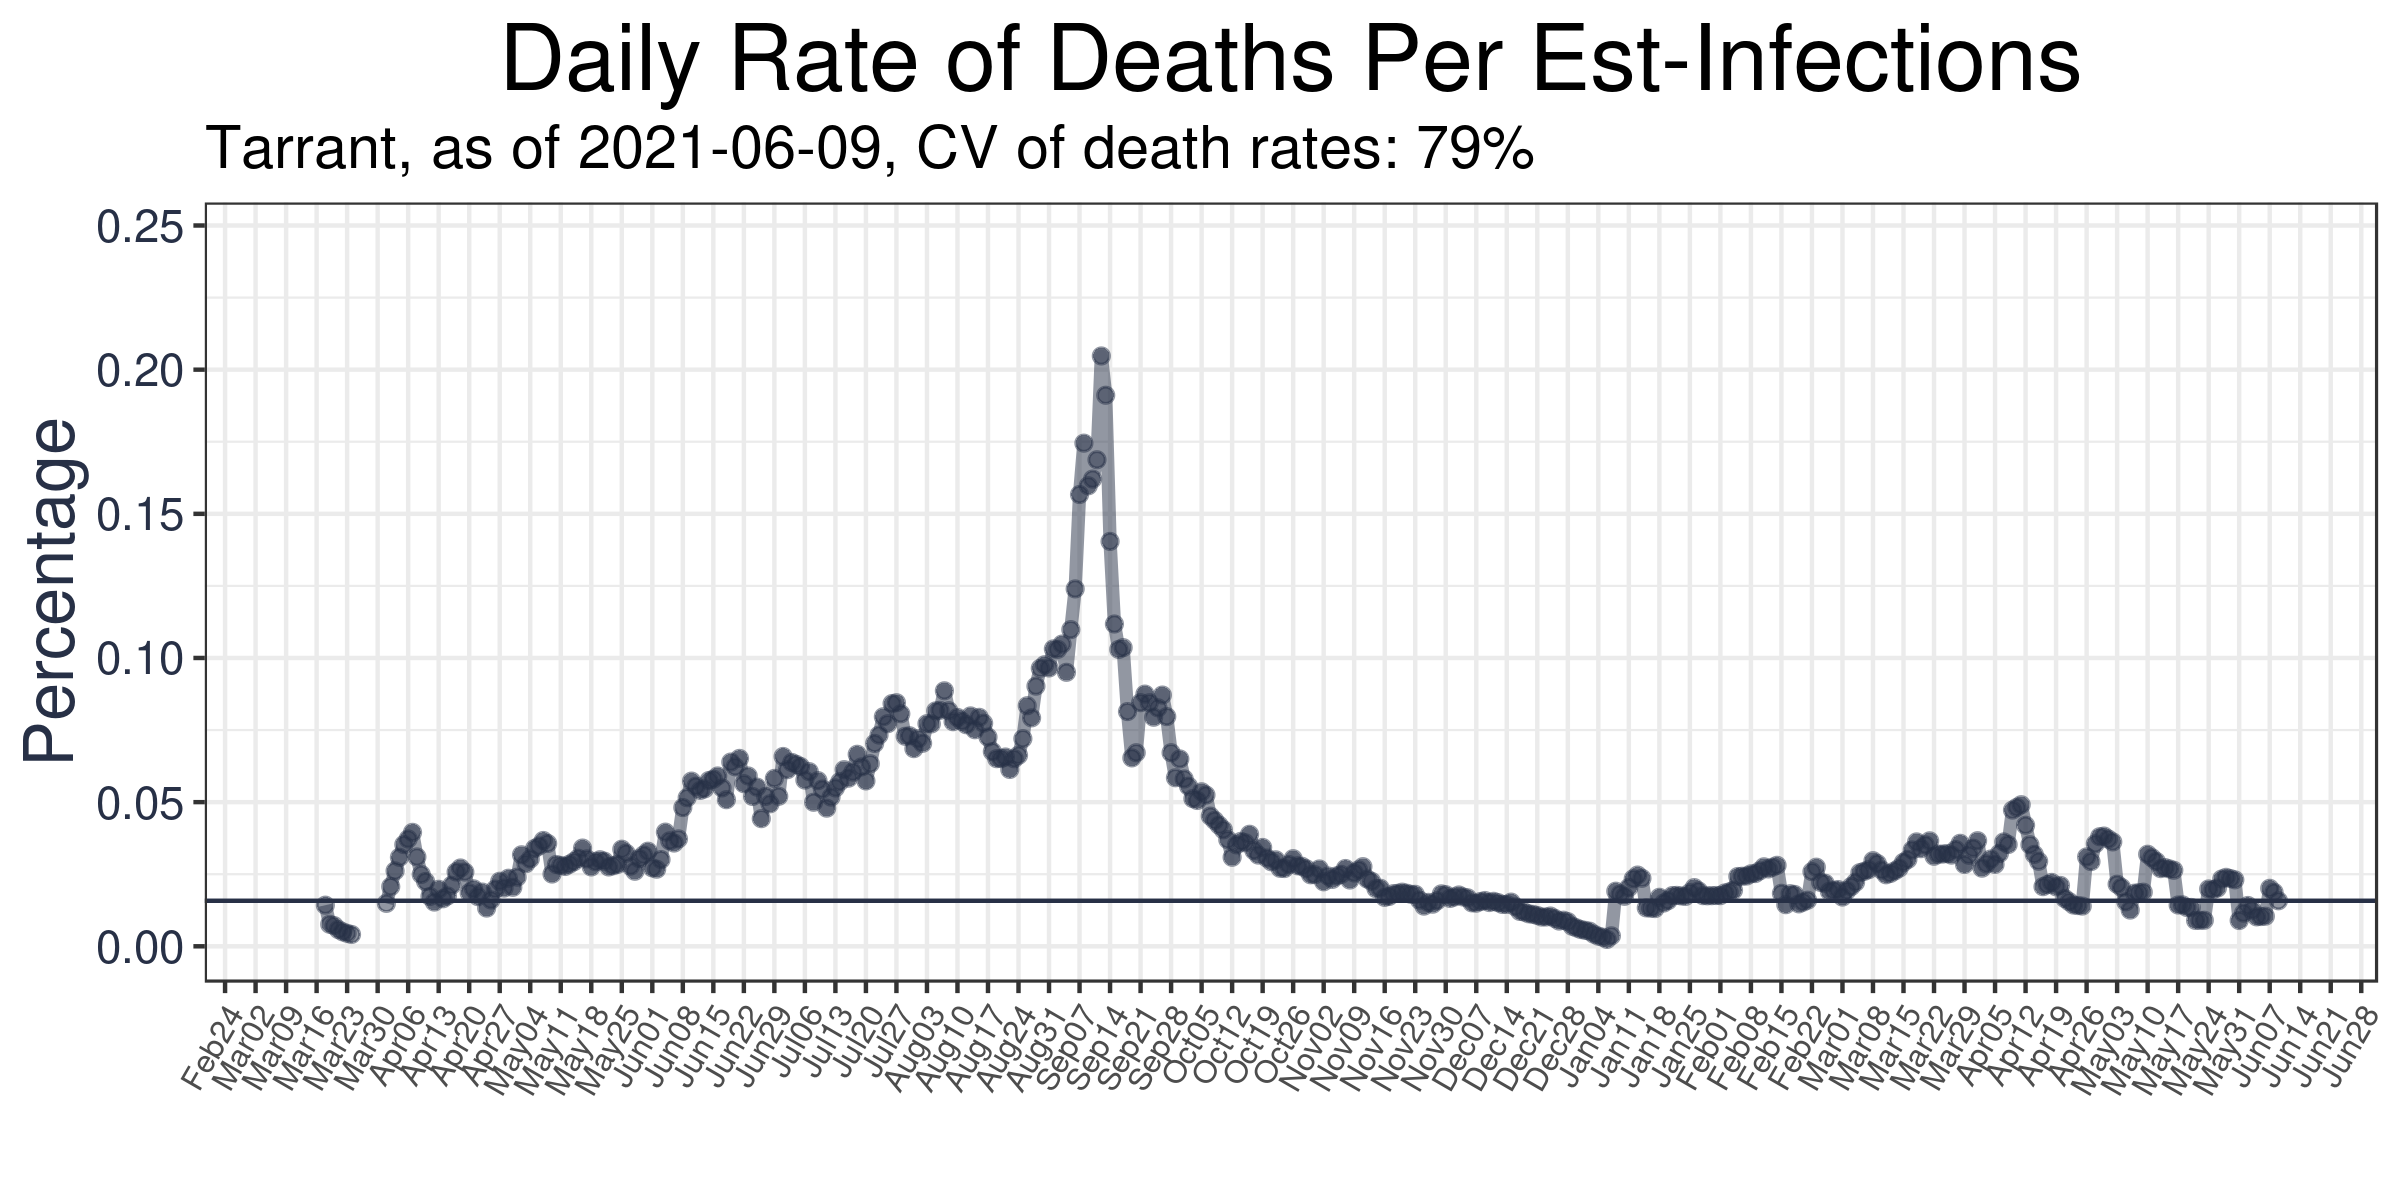 Daily Rate of Deaths Per Est-Infections
Tarrant, as of 2021-06-09, CV of death rates: 79%
Percentage
0.25
0.20
0.15
0.10
0.05
0.00
Feb24
Mar02
Mar09
Mar16
Mar23
Mar30
Apr06
Apr13
Apr20
Apr27
May04
May11
May18
May25
Jun01
Jun08
Jun15
Jun22
Jun29
Jul06
Jul13
Jul20
Jul27
Aug03
Aug10
Aug17
Aug24
Aug31
Sep07
Sep14
Sep21
Sep28
Oct05
Oct12
Oct19
Oct26
Nov02
Nov09
Nov16
Nov23
Nov30
Dec07
Dec14
Dec21
Dec28
Jan04
Jan11
Jan18
Jan25
Feb01
Feb08
Feb15
Feb22
Mar01
Mar08
Mar15
Mar22
Mar29
Apr05
Apr12
Apr19
Apr26
May03
May10
May17
May24
May31
Jun07
Jun14
Jun21
Jun28